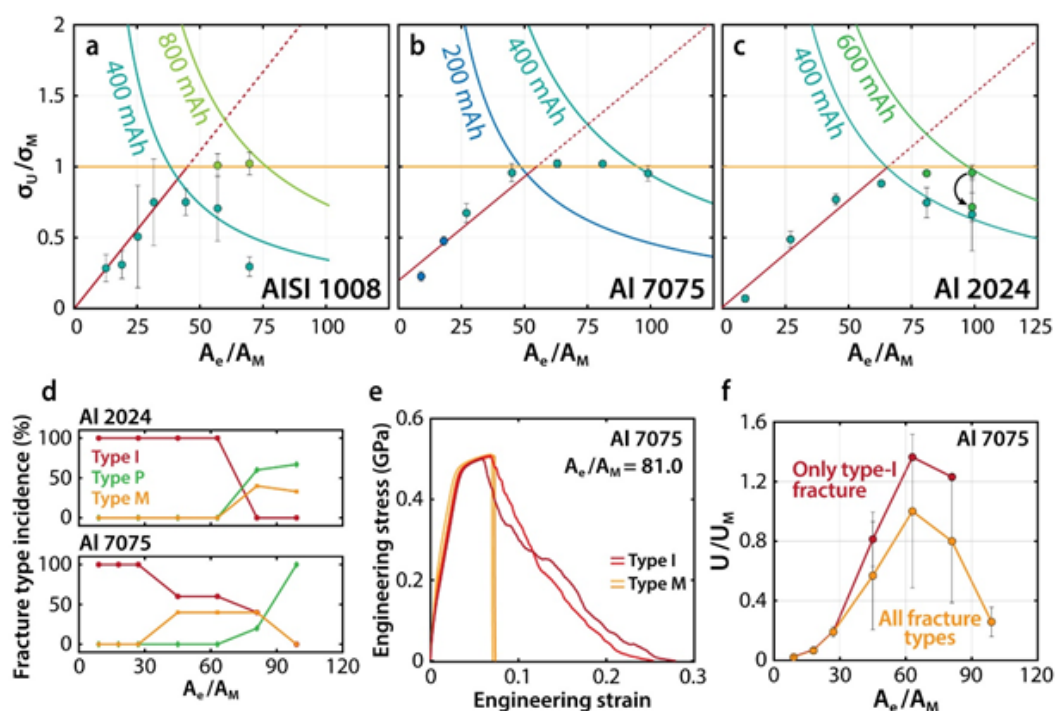 a
b
c
2
1.5
1
0.5
0
σU/σM
400 mAh
800 mAh
AISI 1008
200 mAh
400 mAh
Al 7075
400 mAh
600 mAh
Al 2024
0 25 50 75 100
0 25 50 75 100
0 25 50 75 100 125
Ae/AM
Ae/AM
Ae/AM
d
Al 2024
Fracture type incidence (%)
100
50
0
Type I
Type P
Type M
Al 7075
100
50
0
0 30 60 90 120
Ae/AM
e
Engineering stress (GPa)
0.6
0.4
0.2
0
Al 7075
Ae/AM = 81.0
Type I
Type M
0 0.1 0.2 0.3
Engineering strain
f
Al 7075
U/UM
1.6
1.2
0.8
0.4
0
Only type-I
fracture
All fracture
types
0 30 60 90 120
Ae/AM